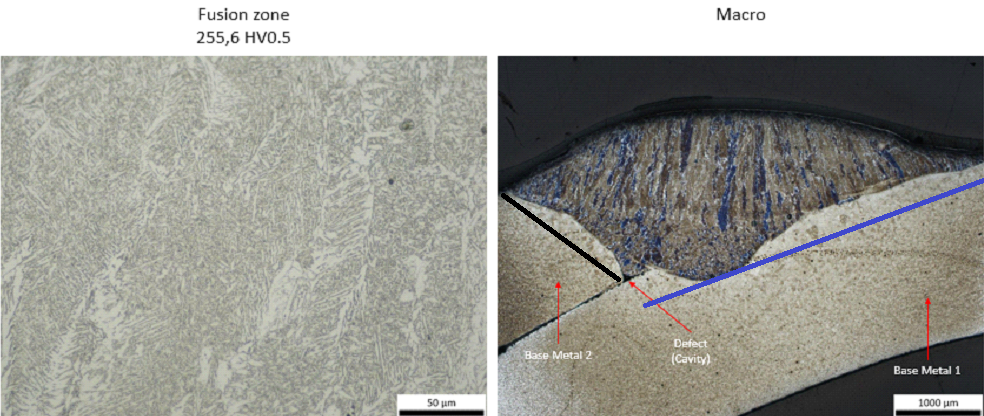 Fusion zone
255,6 HV0.5
Macro
Base Metal 2
Defect
(Cavity)
Base Metal 1
50 µm
1000 µm